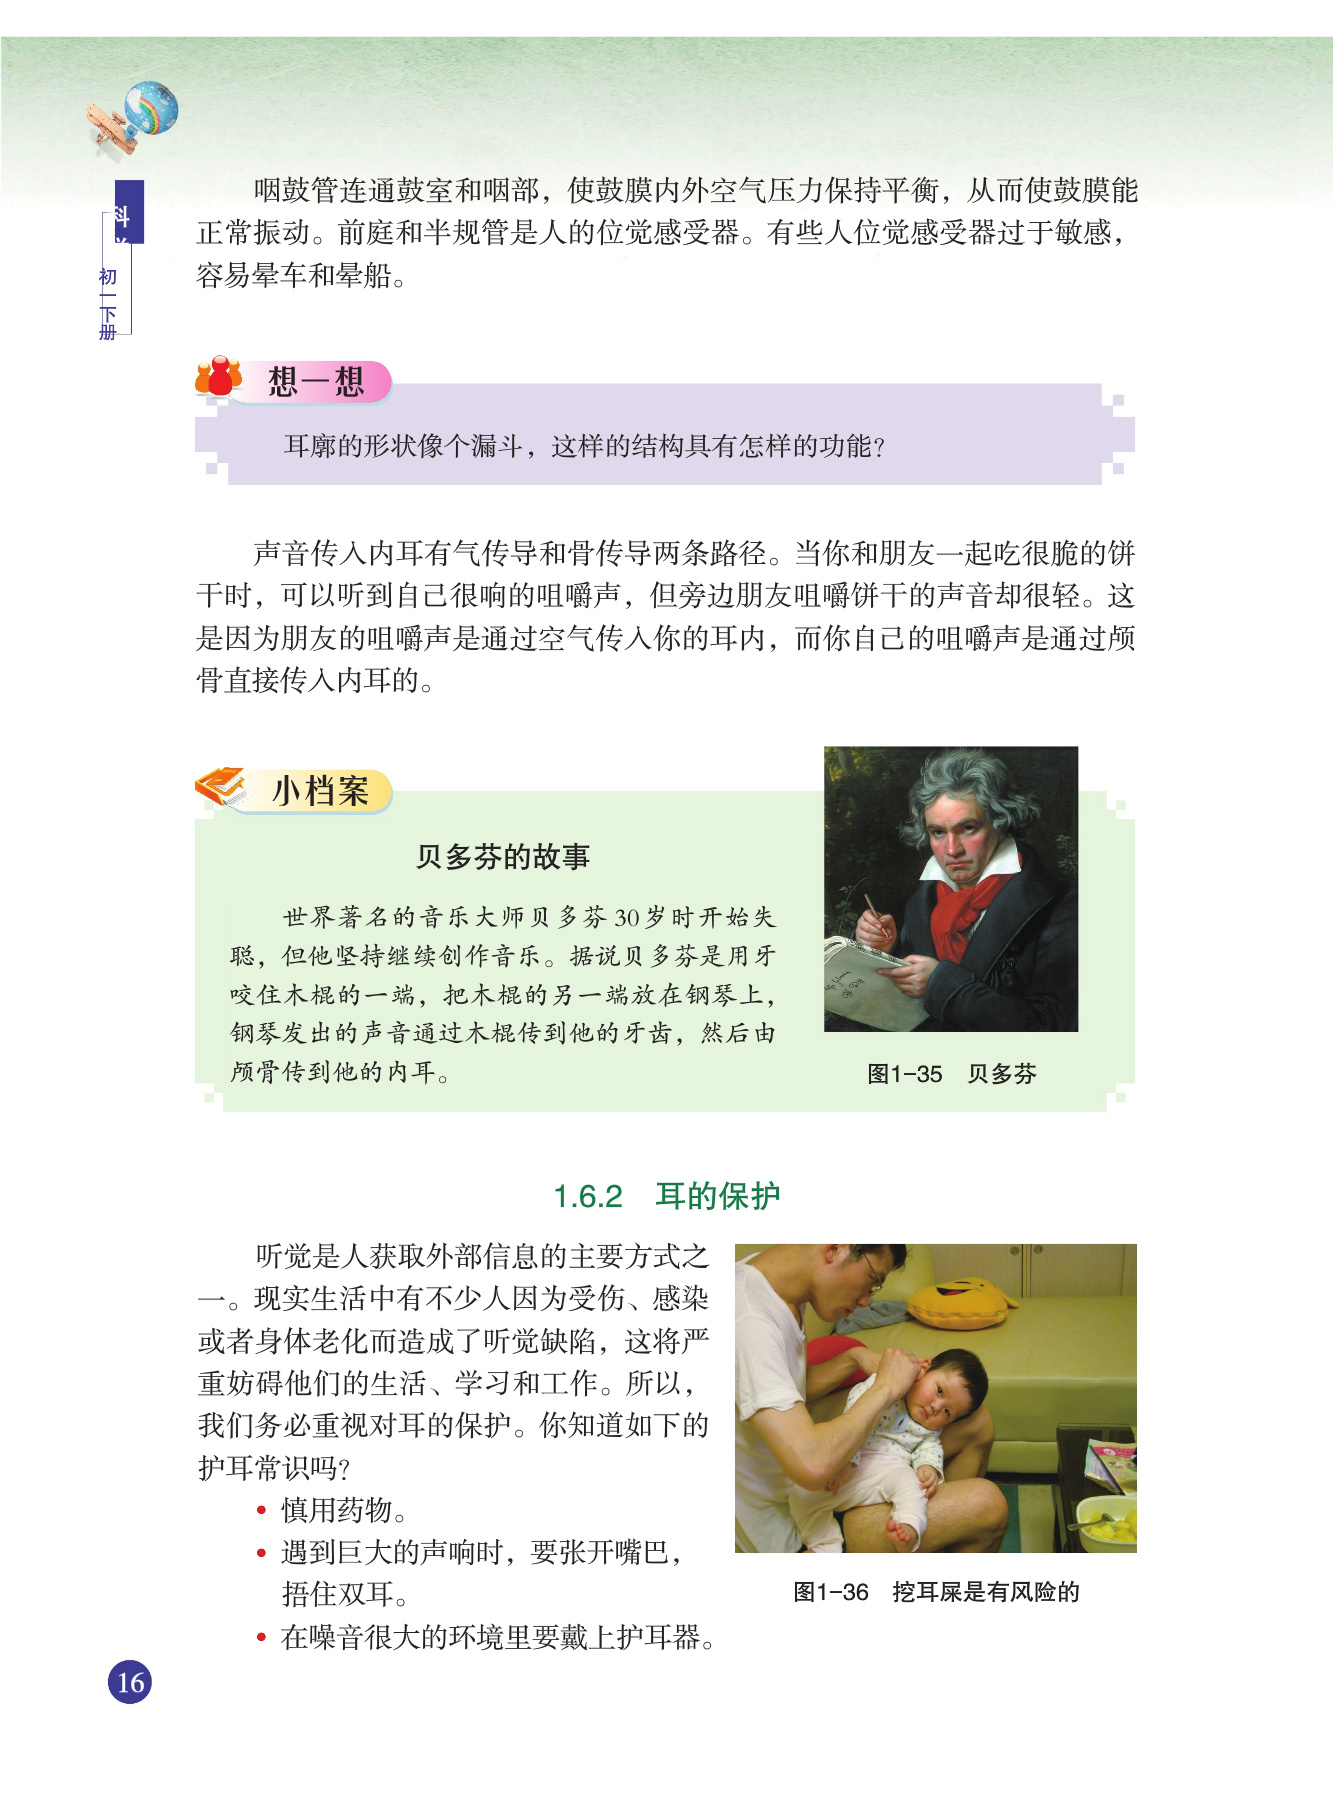 科
初一下册
咽鼓管连通鼓室和咽部，使鼓膜内外空气压力保持平衡，从而使鼓膜能
正常振动。前庭和半规管是人的位觉感受器。有些人位觉感受器过于敏感，
容易晕车和晕船。
想一想
耳廓的形状像个漏斗，这样的结构具有怎样的功能？
声音传入内耳有气传导和骨传导两条路径。当你和朋友一起吃很脆的饼
干时，可以听到自己很响的咀嚼声，但旁边朋友咀嚼饼干的声音却很轻。这
是因为朋友的咀嚼声是通过空气传入你的耳内，而你自己的咀嚼声是通过颅
骨直接传入内耳的。
小档案
贝多芬的故事
世界著名的音乐大师贝多芬30岁时开始失
聪，但他坚持继续创作音乐。据说贝多芬是用牙
咬住木棍的一端，把木棍的另一端放在钢琴上，
钢琴发出的声音通过木棍传到他的牙齿，然后由
颅骨传到他的内耳。
图1-35 贝多芬
1.6.2 耳的保护
听觉是人获取外部信息的主要方式之
一。现实生活中有不少人因为受伤、感染
或者身体老化而造成了听觉缺陷，这将严
重妨碍他们的生活、学习和工作。所以，
我们务必重视对耳的保护。你知道如下的
护耳常识吗？
• 慎用药物。
• 遇到巨大的声响时，要张开嘴巴，
捂住双耳。
• 在噪音很大的环境里要戴上护耳器。
图1-36 挖耳屎是有风险的
16